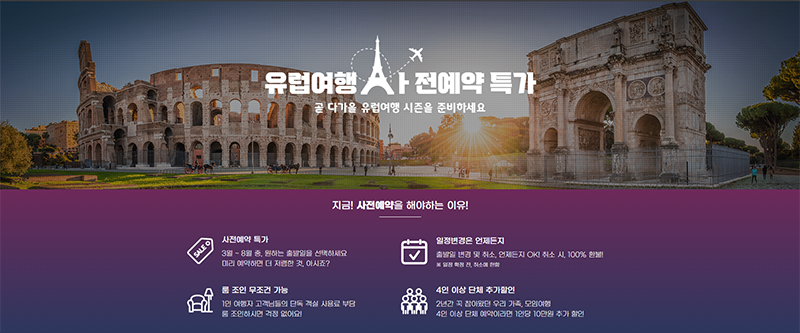 유럽여행 사전예약 특가
곧 다가올 유럽여행 시즌을 준비하세요
지금! 사전예약을 해야하는 이유!
SALE
사전예약 특가
3월 - 8월 중, 원하는 출발일을 선택하세요
미리 예약하면 더 저렴한 것, 아시죠?
일정변경은 언제든지
출발일 변경 및 취소, 언제든지 OK! 취소 시, 100% 환불!
※ 일정 확정 전, 취소에 한함
룸 조인 무조건 가능
1인 여행자 고객님들의 단독 객실 사용료 부담
룸 조인하시면 걱정 없어요!
4인 이상 단체 추가할인
2년간 꾹 참아왔던 우리 가족, 모임여행
4인 이상 단체 예약이라면 1인당 10만원 추가 할인